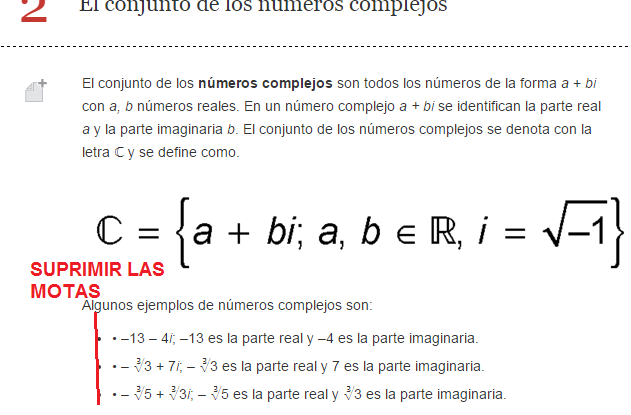 2 El conjunto de los números complejos
El conjunto de los números complejos son todos los números de la forma a + bi
con a, b números reales. En un número complejo a + bi se identifican la parte real
a y la parte imaginaria b. El conjunto de los números complejos se denota con la
letra ℂ y se define como.
ℂ = {a + bi; a, b ∈ ℝ, i = √−1}
SUPRIMIR LAS
MOTAS
Algunos ejemplos de números complejos son:
• • −13 − 4i; −13 es la parte real y −4 es la parte imaginaria.
• • − ∛3 + 7i; − ∛3 es la parte real y 7 es la parte imaginaria.
• • − ∛5 + ∛3i; − ∛5 es la parte real y ∛3 es la parte imaginaria.